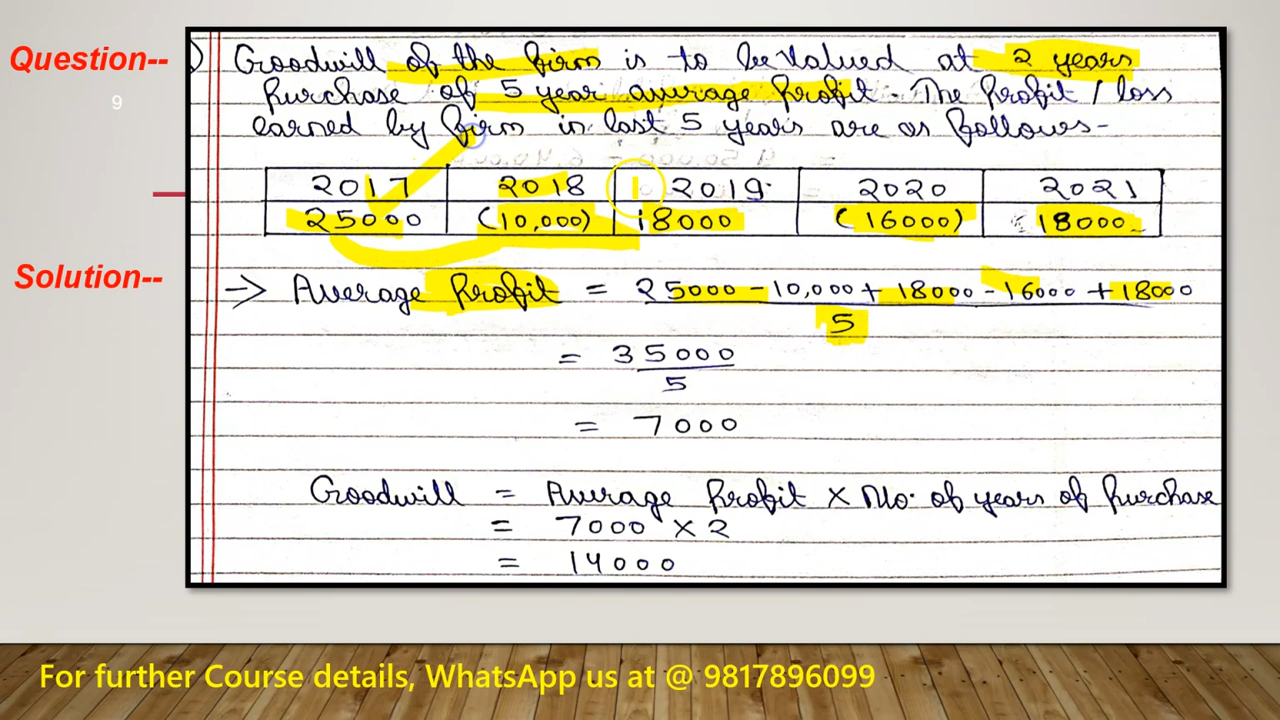 Question--
9
Goodwill of the firm is to be Valued at 2 years
Purchase of 5 year average Profit. The Profit / loss
earned by firm in last 5 years are as follows-
2017 2018 2019. 2020 2021
25000 (10,000) 18000 (16000) 18000
Solution--
→ Average Profit = 25000 - 10,000 + 18000 - 16000 + 18000
5
= 35000
5
= 7000
Goodwill = Average Profit × No. of years of Purchase
= 7000 × 2
= 14000
For further Course details, WhatsApp us at @ 9817896099